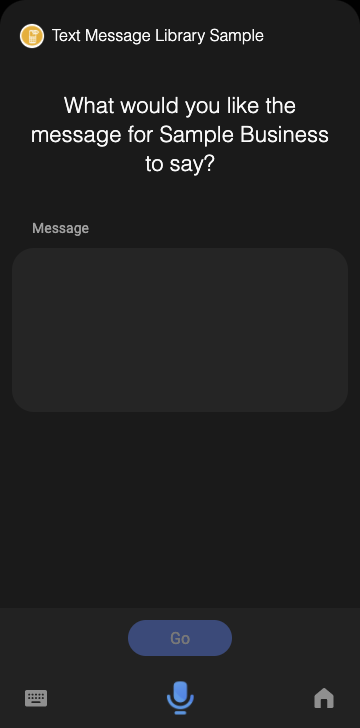 Text Message Library Sample
What would you like the
message for Sample Business
to say?
Message
Go